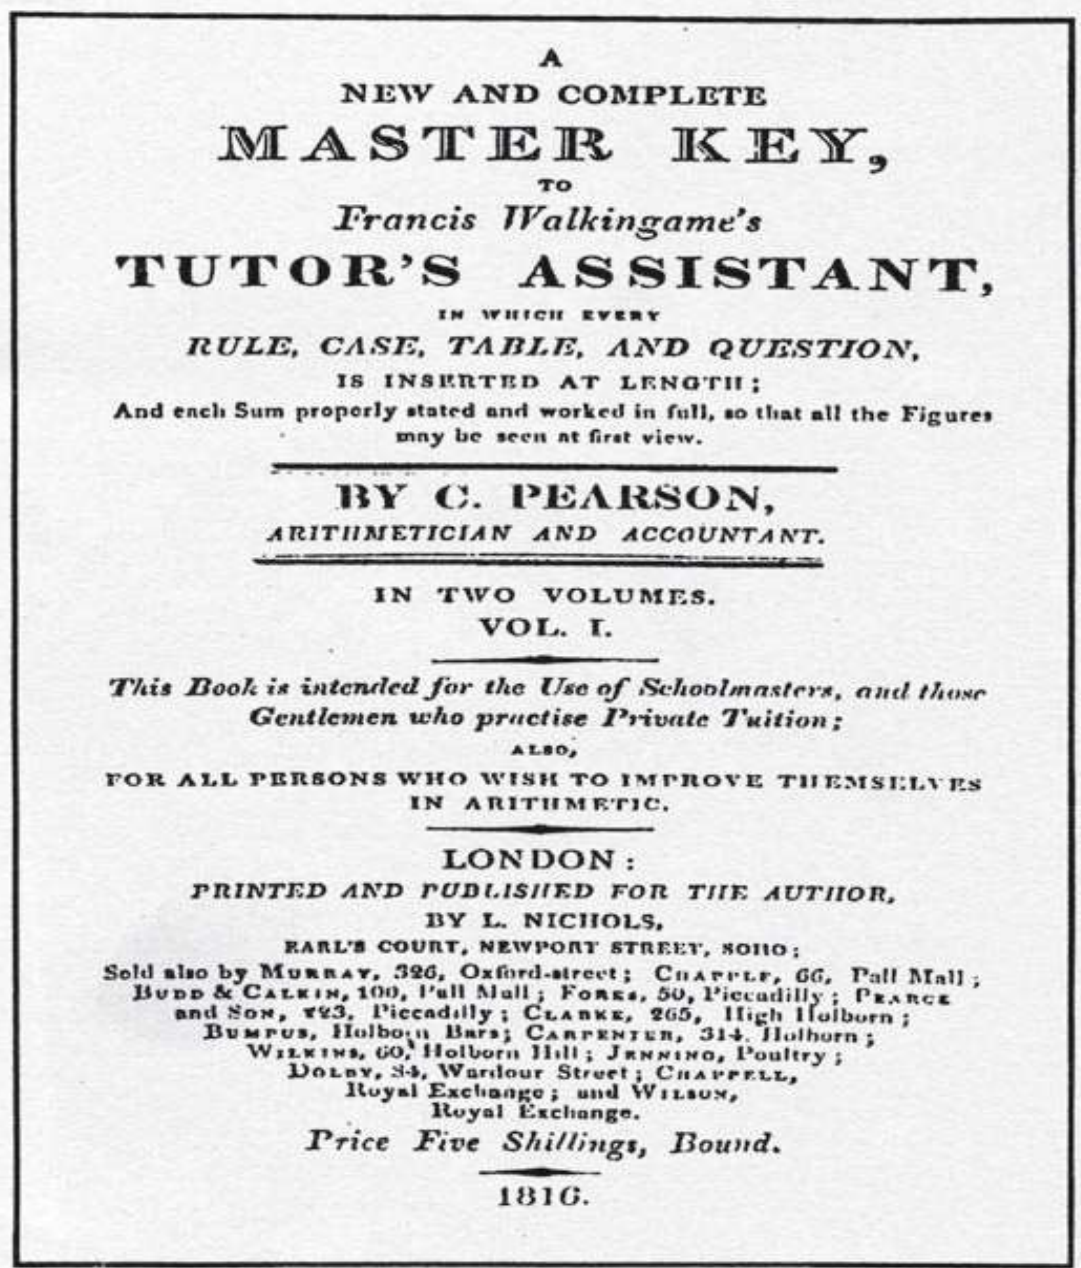 A
NEW AND COMPLETE
MASTER KEY,
TO
Francis Walkingame's
TUTOR'S ASSISTANT,
IN WHICH EVERY
RULE, CASE, TABLE, AND QUESTION,
IS INSERTED AT LENGTH;
And each Sum properly stated and worked in full, so that all the Figures
may be seen at first view.
BY C. PEARSON,
ARITHMETICIAN AND ACCOUNTANT.
IN TWO VOLUMES.
VOL. I.
This Book is intended for the Use of Schoolmasters, and those
Gentlemen who practise Private Tuition;
ALSO,
FOR ALL PERSONS WHO WISH TO IMPROVE THEMSELVES
IN ARITHMETIC.
LONDON:
PRINTED AND PUBLISHED FOR THE AUTHOR,
BY L. NICHOLS,
EARL'S COURT, NEWPORT STREET, SOHO;
Sold also by MURRAY, 326, Oxford-street; CHAPPLE, 66, Pall Mall;
BUDD & CALKIN, 100, Pall Mall; FORES, 50, Piccadilly; PEARCE
and SON, Piccadilly; CLARKE, 265, High Holborn;
BUMPUS, Holborn Bars; CARPENTER, 314, Holborn;
WILKINS, 60, Holborn Hill; Poultry;
DOLBY, 34, Wardour Street; CHAPPELL,
Royal Exchange; and WILSON,
Royal Exchange.
Price Five Shillings, Bound.
1816.